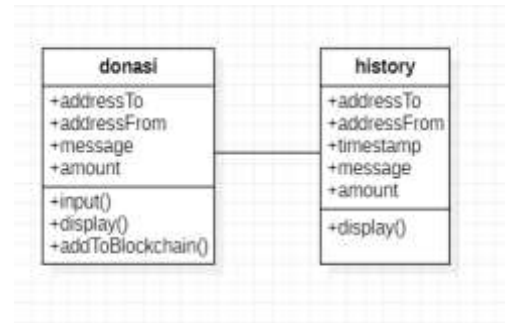 donasi
+addressTo
+addressFrom
+message
+amount
+input()
+display()
+addToBlockchain()
history
+addressTo
+addressFrom
+timestamp
+message
+amount
+display()